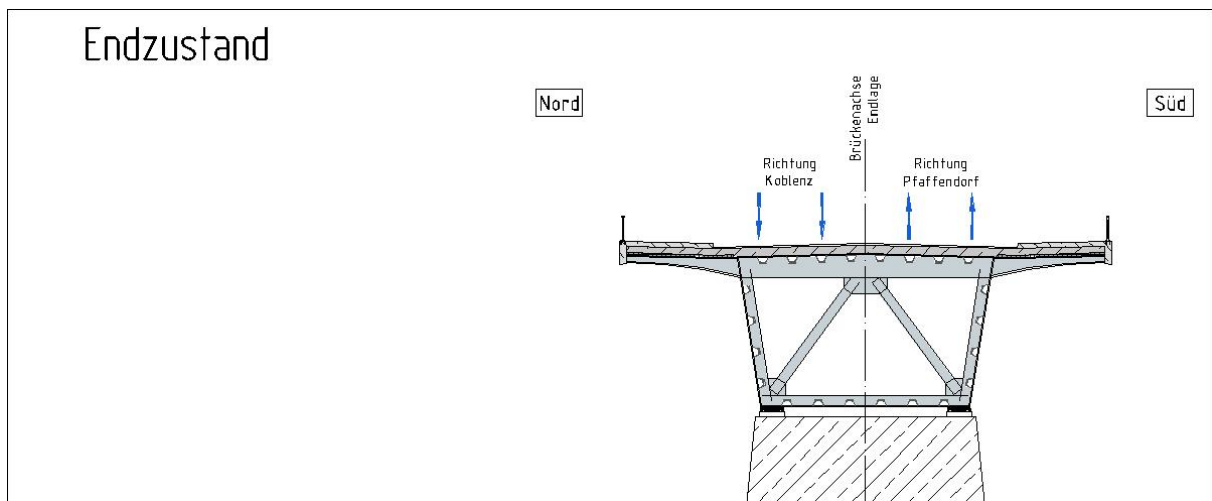 Endzustand
Nord
Süd
Brückenachse
Endlage
Richtung
Koblenz
Richtung
Pfaffendorf